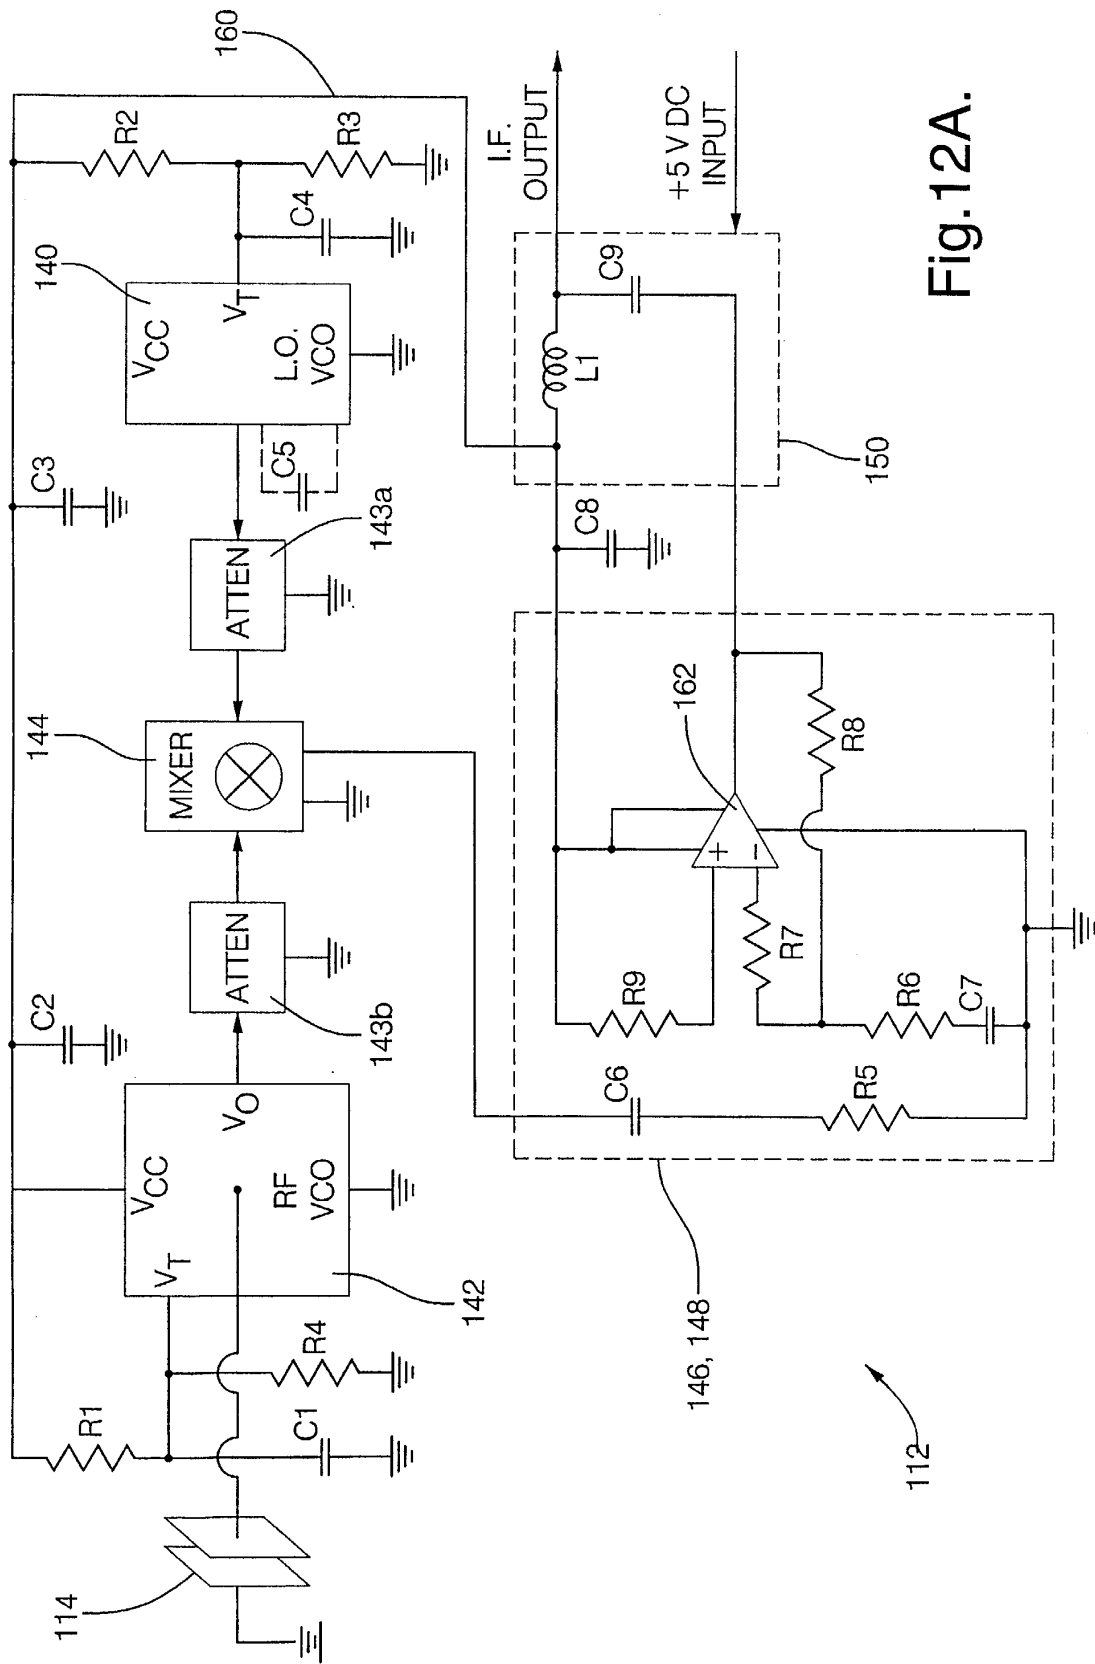 160
R2
R3
I.F.
OUTPUT
+5 V DC
INPUT
Fig.12A.
140
VCC
VT
L.O.
VCO
C4
C9
L1
150
C3
C5
143a
ATTEN
C8
144
MIXER
162
R8
+
−
C2
ATTEN
143b
R9
R7
R6
C7
VCC
VO
VT
RF
VCO
142
C6
R5
146, 148
R1
R4
C1
112
114